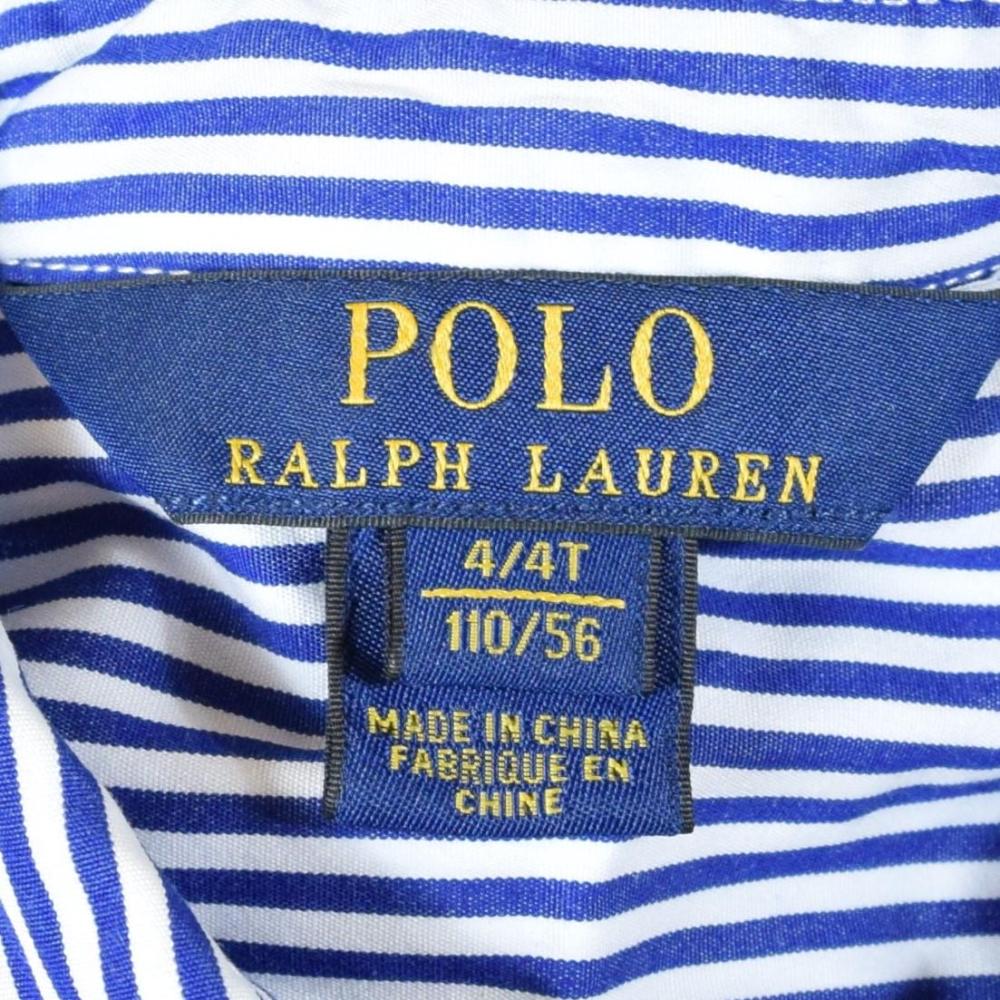 POLO
RALPH LAUREN
4/4T
110/56
MADE IN CHINA
FABRIQUE EN
CHINE